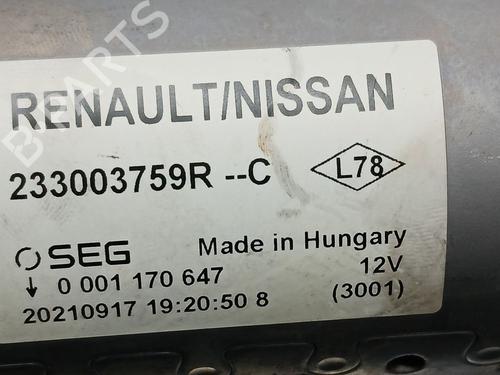 RENAULT/NISSAN
233003759R --C
L78
SEG
Made in Hungary
↓ 0 001 170 647
12V
20210917 19:20:50 8
(3001)
B-PARTS